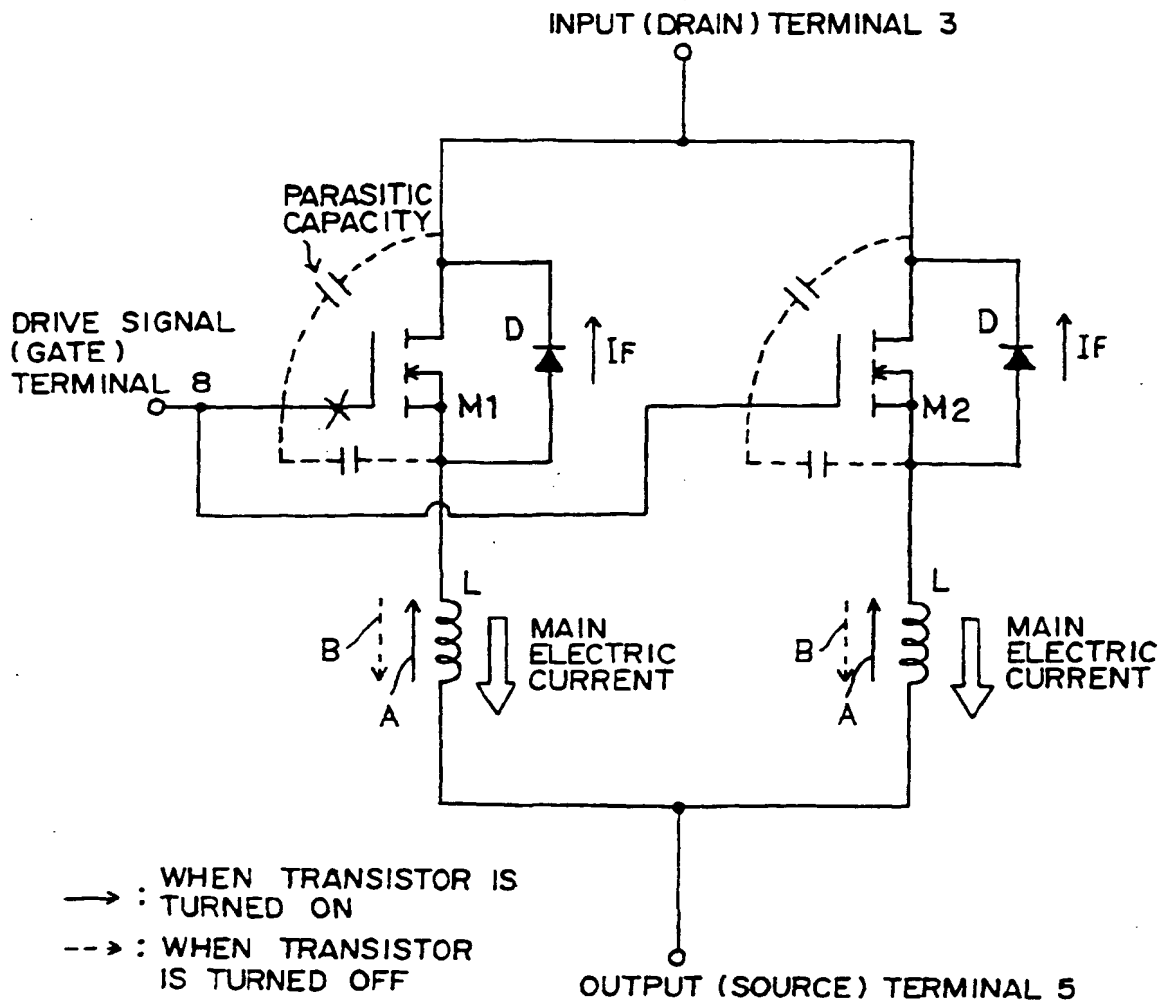 INPUT (DRAIN) TERMINAL 3
PARASITIC
CAPACITY
DRIVE SIGNAL
(GATE)
TERMINAL 8
D
IF
M1
D
IF
M2
L
B
A
MAIN
ELECTRIC
CURRENT
L
B
A
MAIN
ELECTRIC
CURRENT
: WHEN TRANSISTOR IS
TURNED ON
: WHEN TRANSISTOR
IS TURNED OFF
OUTPUT (SOURCE) TERMINAL 5